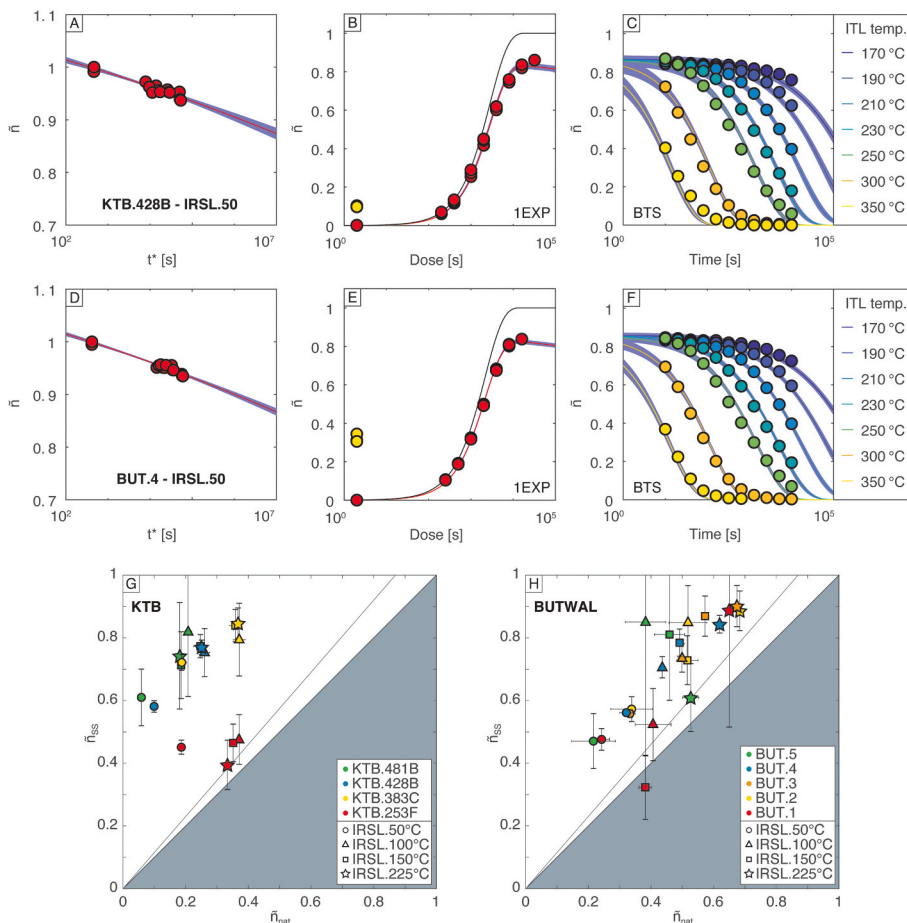 A
1.1
1
0.9
0.8
0.7
ñ
KTB.428B - IRSL.50
10²
10⁷
t* [s]
B
1
0.8
0.6
0.4
0.2
0
ñ
1EXP
10⁰
10⁵
Dose [s]
C
1
0.8
0.6
0.4
0.2
0
ñ
BTS
10⁰
10⁵
Time [s]
ITL temp.
170 °C
190 °C
210 °C
230 °C
250 °C
300 °C
350 °C
D
1.1
1
0.9
0.8
0.7
ñ
BUT.4 - IRSL.50
10²
10⁷
t* [s]
E
1
0.8
0.6
0.4
0.2
0
ñ
1EXP
10⁰
10⁵
Dose [s]
F
1
0.8
0.6
0.4
0.2
0
ñ
BTS
10⁰
10⁵
Time [s]
ITL temp.
170 °C
190 °C
210 °C
230 °C
250 °C
300 °C
350 °C
G
KTB
1
0.8
0.6
0.4
0.2
0
ñSS
KTB.481B
KTB.428B
KTB.383C
KTB.253F
IRSL.50°C
IRSL.100°C
IRSL.150°C
IRSL.225°C
0 0.2 0.4 0.6 0.8 1
ñnat
H
BUTWAL
1
0.8
0.6
0.4
0.2
0
ñSS
BUT.5
BUT.4
BUT.3
BUT.2
BUT.1
IRSL.50°C
IRSL.100°C
IRSL.150°C
IRSL.225°C
0 0.2 0.4 0.6 0.8 1
ñnat